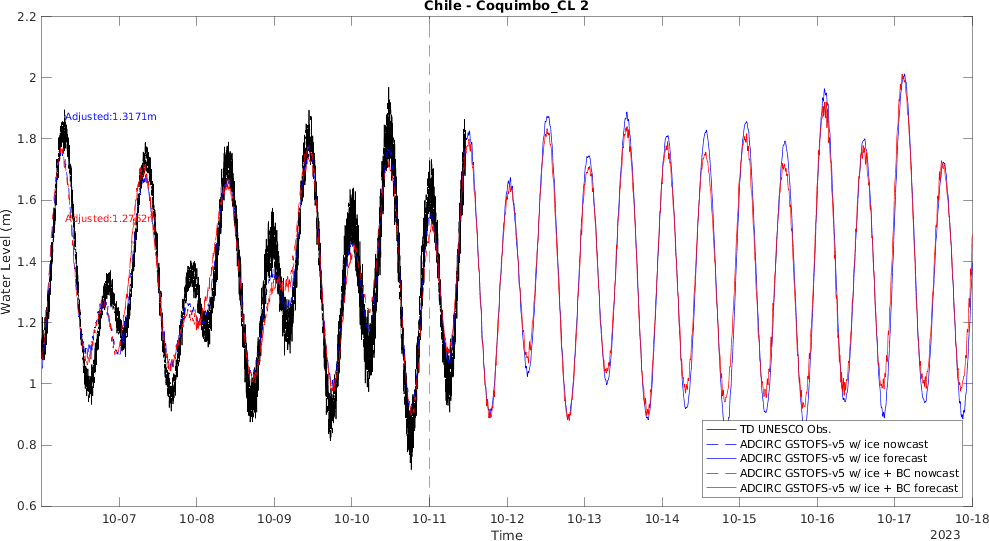 Chile - Coquimbo_CL 2
2.2
2
1.8
1.6
1.4
1.2
1
0.8
0.6
Water Level (m)
Adjusted:1.3171m
Adjusted:1.2762m
TD UNESCO Obs.
ADCIRC GSTOFS-v5 w/ ice nowcast
ADCIRC GSTOFS-v5 w/ ice forecast
ADCIRC GSTOFS-v5 w/ ice + BC nowcast
ADCIRC GSTOFS-v5 w/ ice + BC forecast
10-07 10-08 10-09 10-10 10-11 10-12 10-13 10-14 10-15 10-16 10-17 10-18
Time
2023